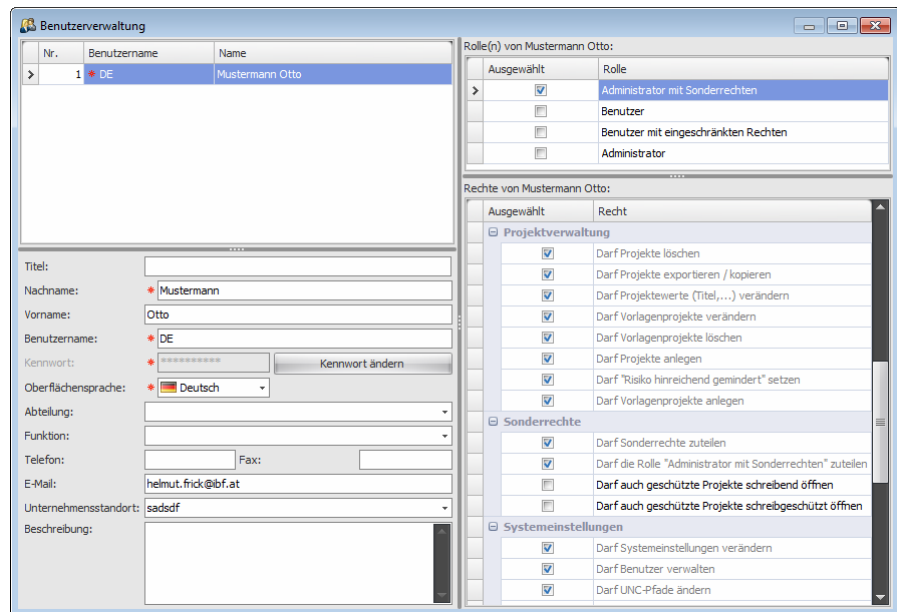 Benutzerverwaltung
Nr. Benutzername Name
1 * DE Mustermann Otto
Titel:
Nachname: * Mustermann
Vorname: Otto
Benutzername: * DE
Kennwort: * ********** Kennwort ändern
Oberflächensprache: * Deutsch
Abteilung:
Funktion:
Telefon: Fax:
E-Mail: helmut.frick@ibf.at
Unternehmensstandort: sadsdf
Beschreibung:
Rolle(n) von Mustermann Otto:
Ausgewählt Rolle
Administrator mit Sonderrechten
Benutzer
Benutzer mit eingeschränkten Rechten
Administrator
Rechte von Mustermann Otto:
Ausgewählt Recht
Projektverwaltung
Darf Projekte löschen
Darf Projekte exportieren / kopieren
Darf Projektewerte (Titel,...) verändern
Darf Vorlagenprojekte verändern
Darf Vorlagenprojekte löschen
Darf Projekte anlegen
Darf "Risiko hinreichend gemindert" setzen
Darf Vorlagenprojekte anlegen
Sonderrechte
Darf Sonderrechte zuteilen
Darf die Rolle "Administrator mit Sonderrechten" zuteilen
Darf auch geschützte Projekte schreibend öffnen
Darf auch geschützte Projekte schreibgeschützt öffnen
Systemeinstellungen
Darf Systemeinstellungen verändern
Darf Benutzer verwalten
Darf UNC-Pfade ändern